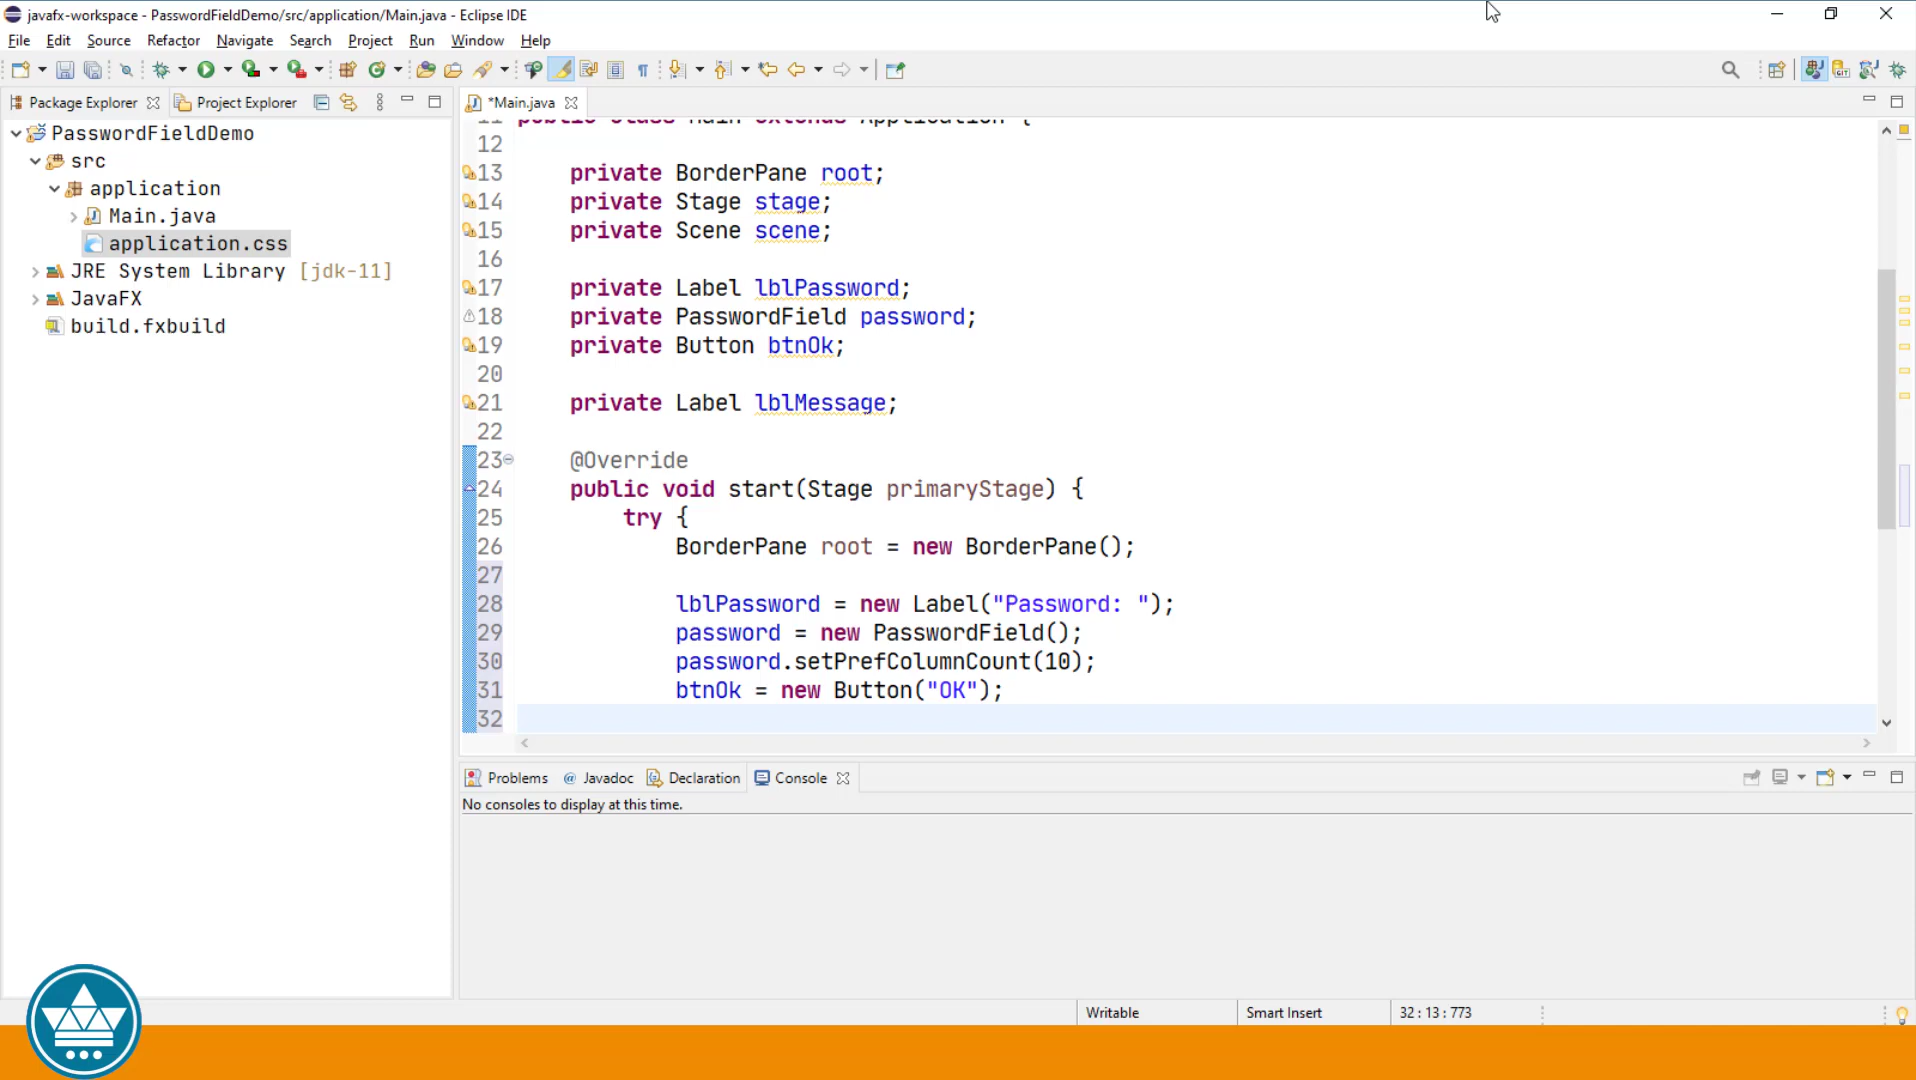 javafx-workspace - PasswordFieldDemo/src/application/Main.java - Eclipse IDE
File Edit Source Refactor Navigate Search Project Run Window Help
Package Explorer Project Explorer
PasswordFieldDemo
src
application
Main.java
application.css
JRE System Library [jdk-11]
JavaFX
build.fxbuild
*Main.java
11 public class Main extends Application {
12
13 private BorderPane root;
14 private Stage stage;
15 private Scene scene;
16
17 private Label lblPassword;
18 private PasswordField password;
19 private Button btnOk;
20
21 private Label lblMessage;
22
23 @Override
24 public void start(Stage primaryStage) {
25 try {
26 BorderPane root = new BorderPane();
27
28 lblPassword = new Label("Password: ");
29 password = new PasswordField();
30 password.setPrefColumnCount(10);
31 btnOk = new Button("OK");
32
Problems Javadoc Declaration Console
No consoles to display at this time.
Writable Smart Insert 32 : 13 : 773